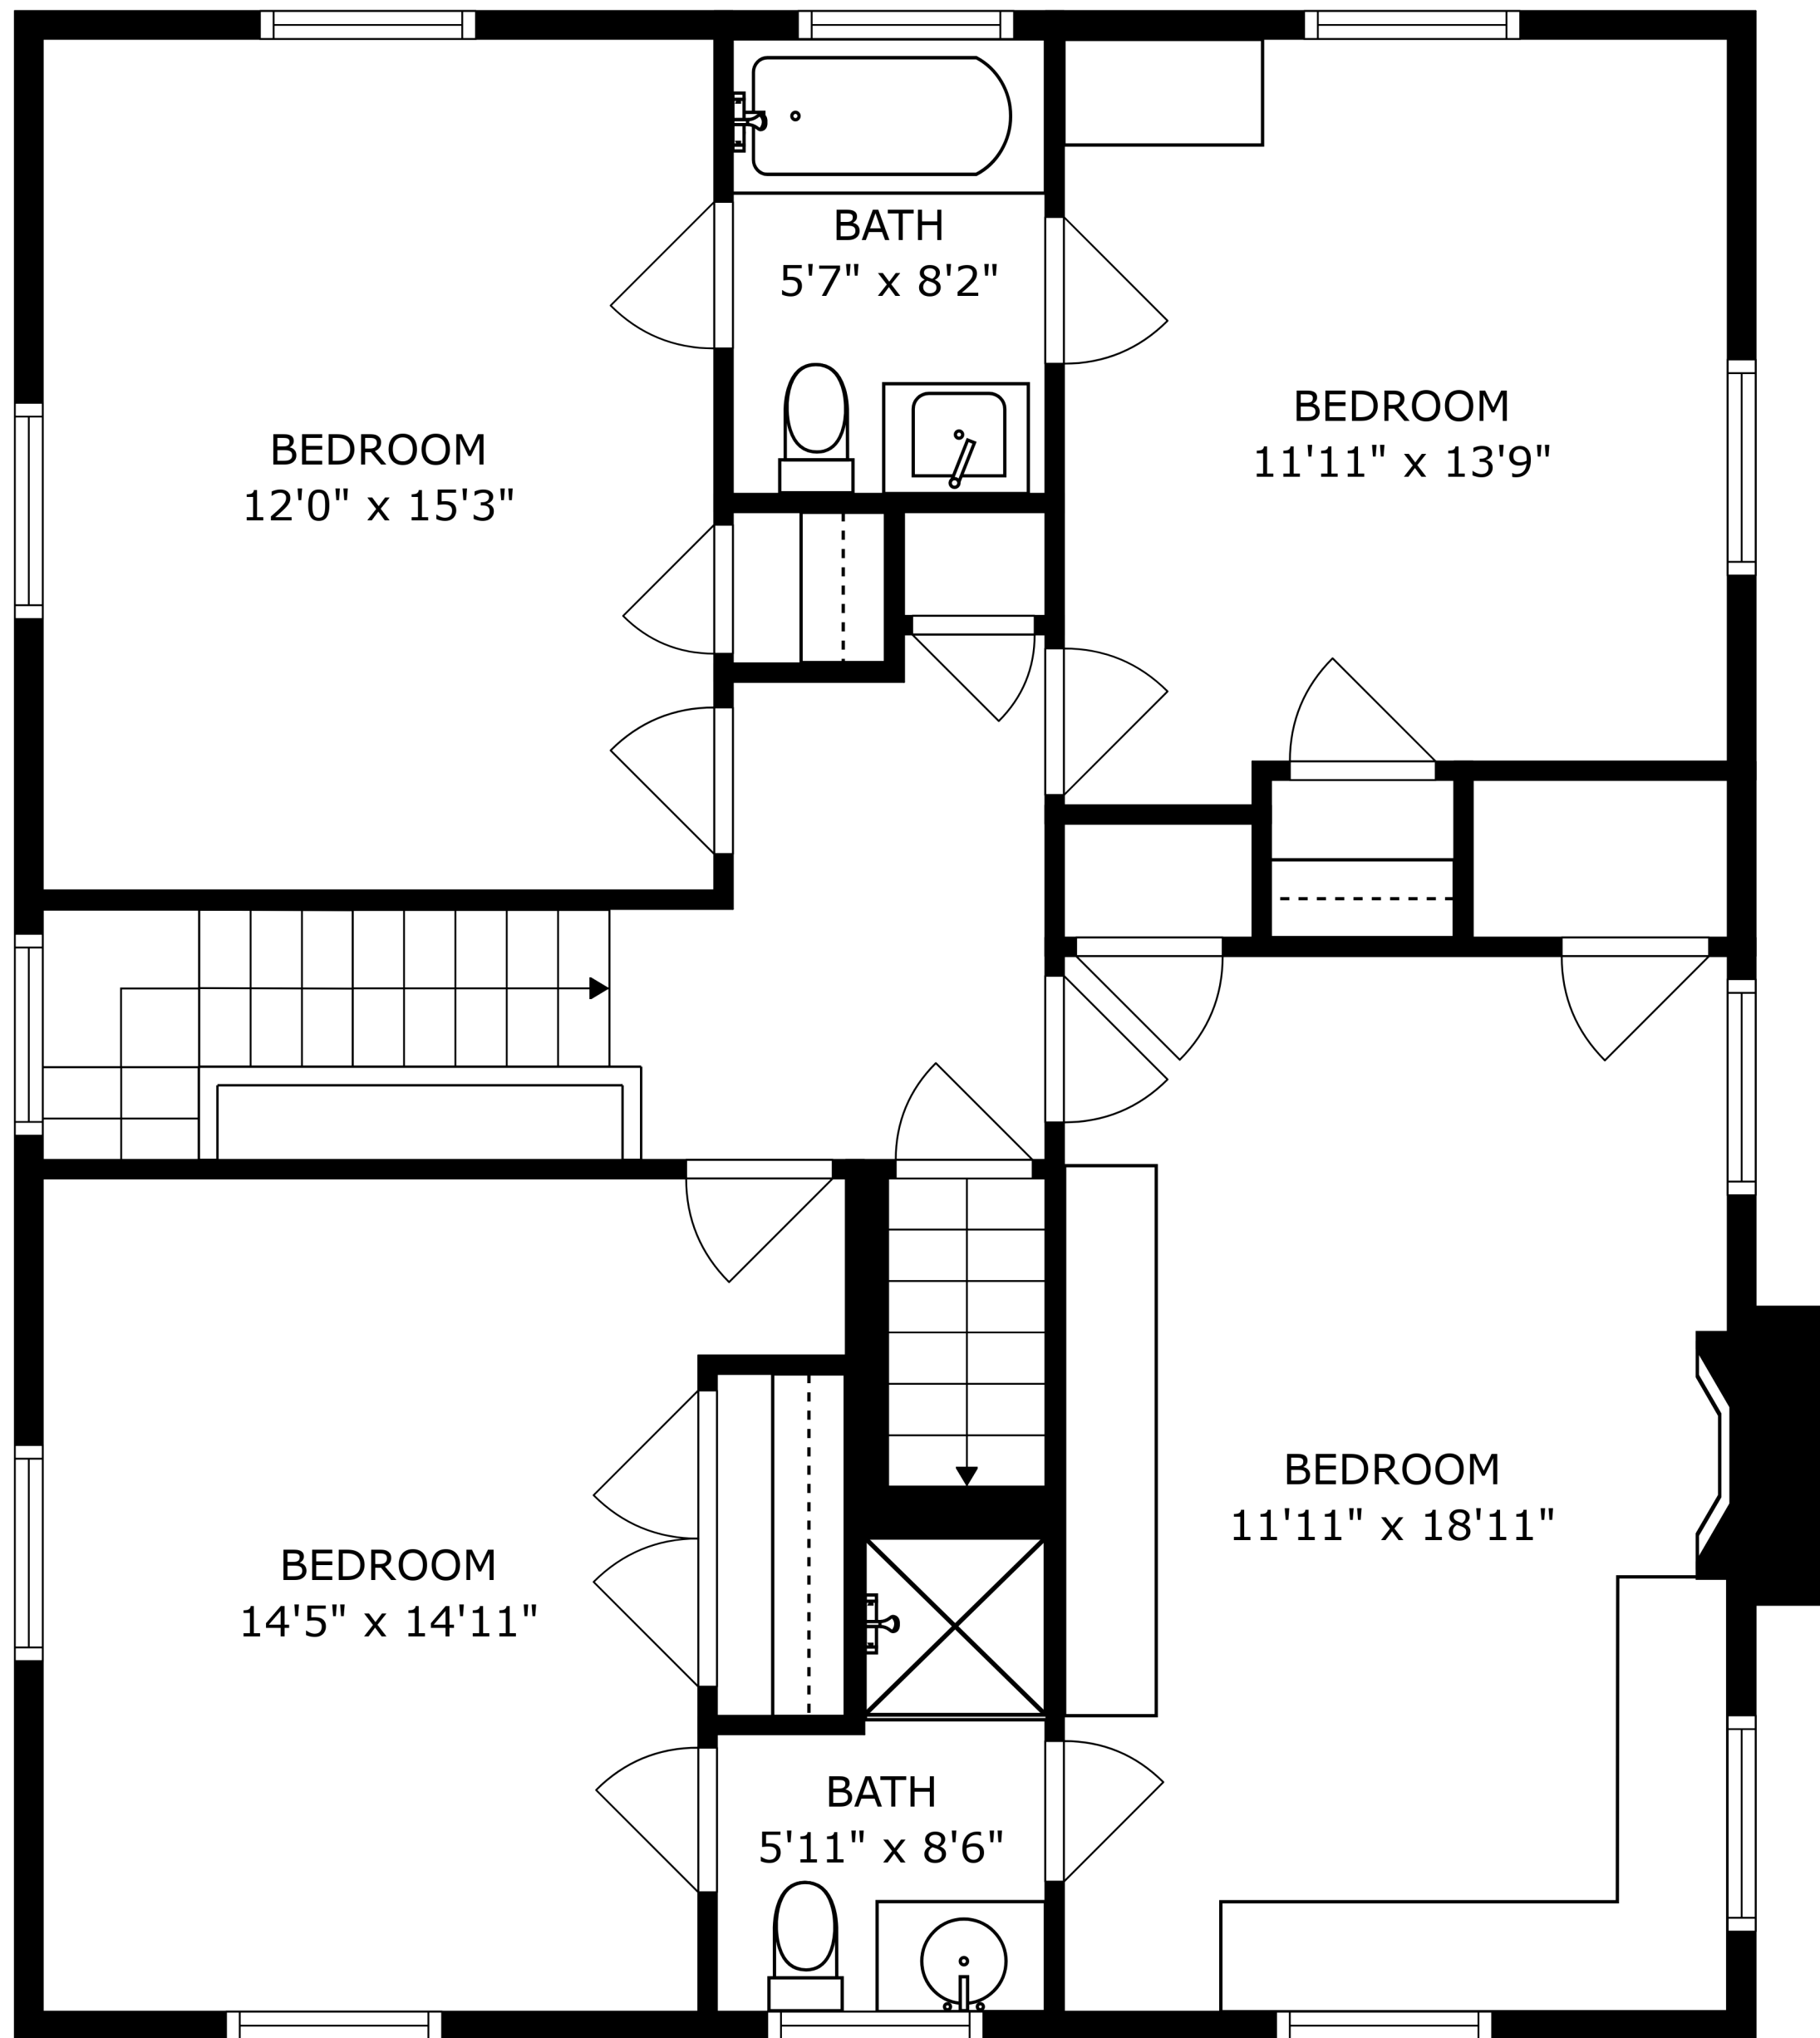 BATH
5'7" x 8'2"
BEDROOM
11'11" x 13'9"
BEDROOM
12'0" x 15'3"
BEDROOM
11'11" x 18'11"
BEDROOM
14'5" x 14'11"
BATH
5'11" x 8'6"